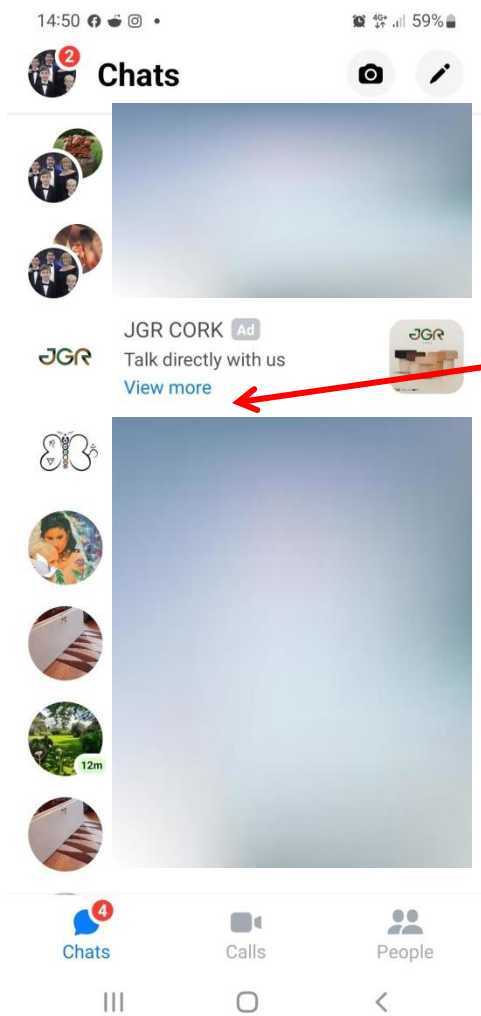 14:50
4G+ 59%
2
Chats
JGR CORK Ad
JGR
JGR
Talk directly with us
View more
12m
4
Chats
Calls
People